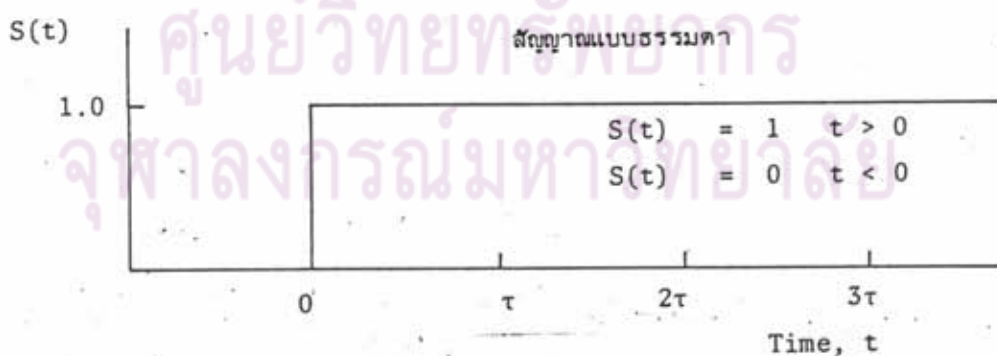 S(t)
สัญญาณแบบธรรมดา
1.0
S(t) = 1 t > 0
S(t) = 0 t < 0
0 τ 2τ 3τ
Time, t
ศูนย์วิทยทรัพยากร
จุฬาลงกรณ์มหาวิทยาลัย